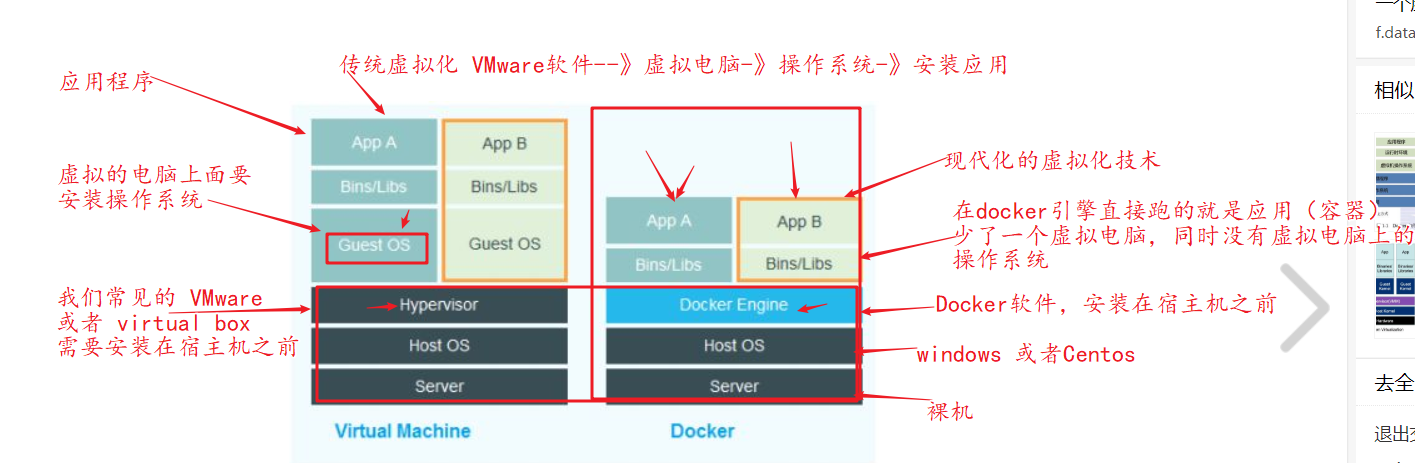 一个
f.data
传统虚拟化 VMware软件--》虚拟电脑-》操作系统-》安装应用
应用程序
相似
App A
App B
虚拟的电脑上面要
安装操作系统
Bins/Libs
Bins/Libs
Guest OS
Guest OS
现代化的虚拟化技术
App A
App B
在docker引擎直接跑的就是应用（容器）
少了一个虚拟电脑，同时没有虚拟电脑上的
操作系统
Bins/Libs
Bins/Libs
我们常见的 VMware
或者 virtual box
需要安装在宿主机之前
Hypervisor
Docker Engine
Docker软件，安装在宿主机之前
Host OS
Host OS
windows 或者Centos
Server
Server
裸机
Virtual Machine
Docker
去全
退出